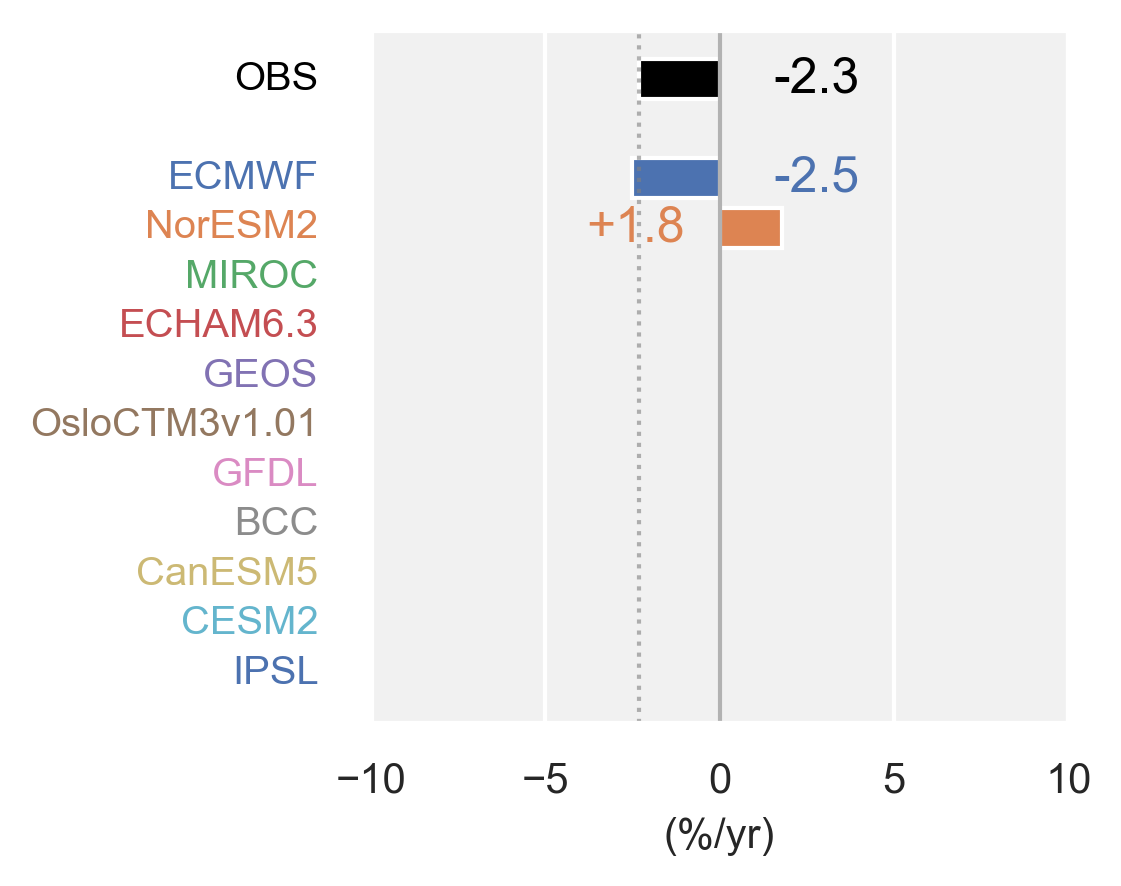 OBS -2.3
ECMWF -2.5
NorESM2 +1.8
MIROC
ECHAM6.3
GEOS
OsloCTM3v1.01
GFDL
BCC
CanESM5
CESM2
IPSL
−10 −5 0 5 10
(%/yr)